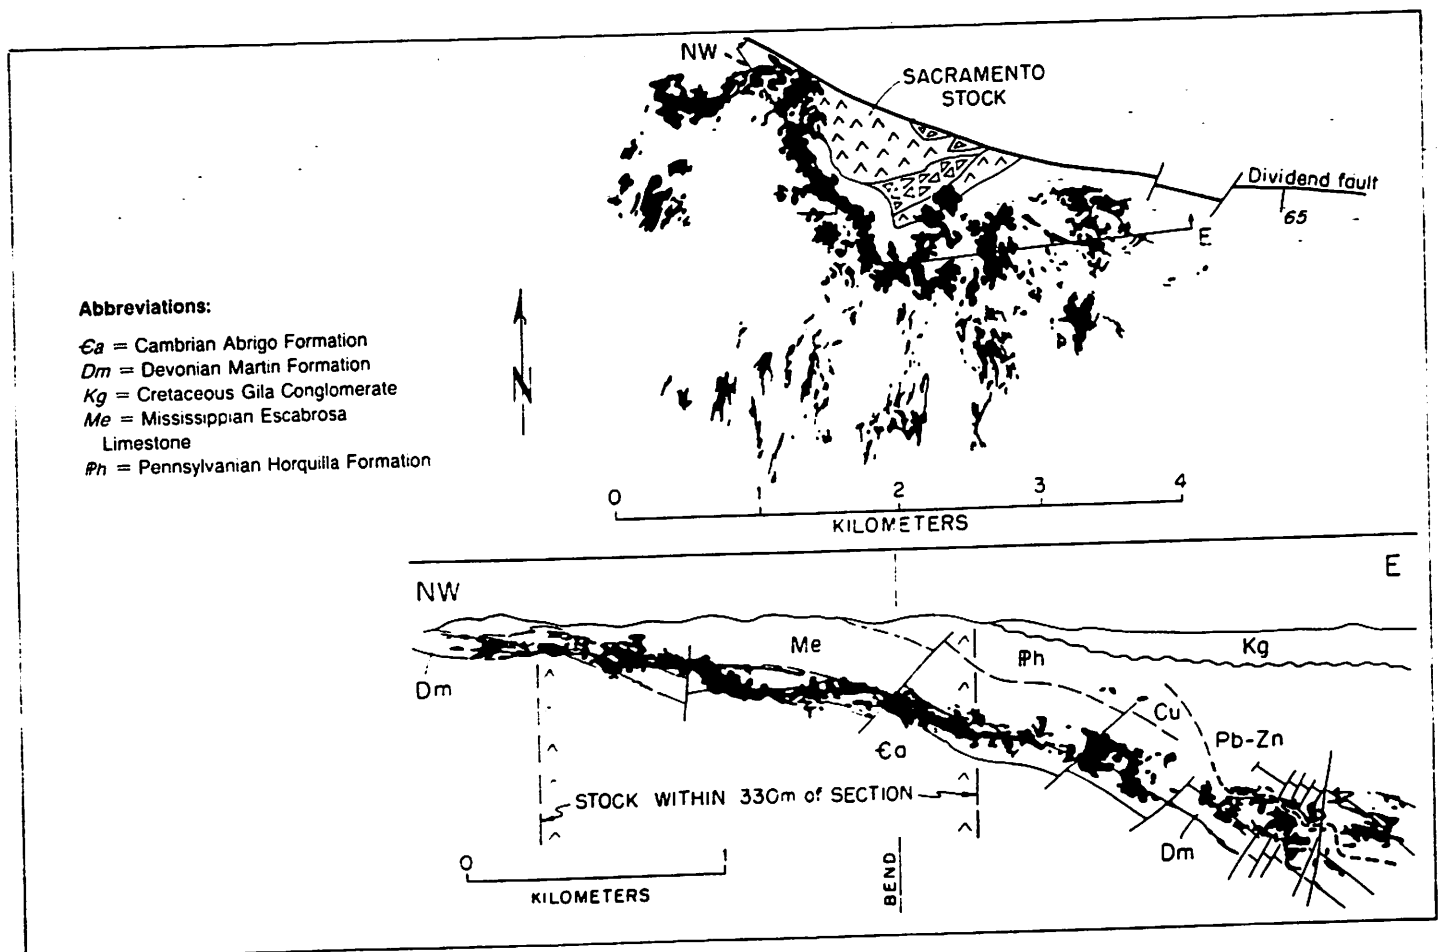 NW
SACRAMENTO
STOCK
Dividend fault
65
E
Abbreviations:
Ꞓa = Cambrian Abrigo Formation
Dm = Devonian Martin Formation
Kg = Cretaceous Gila Conglomerate
Me = Mississippian Escabrosa
Limestone
ℙh = Pennsylvanian Horquilla Formation
N
0 1 2 3 4
KILOMETERS
NW
E
Me
ℙh
Kg
Dm
Cu
Ꞓa
Pb-Zn
STOCK WITHIN 330m of SECTION
Dm
0 1
KILOMETERS
BEND